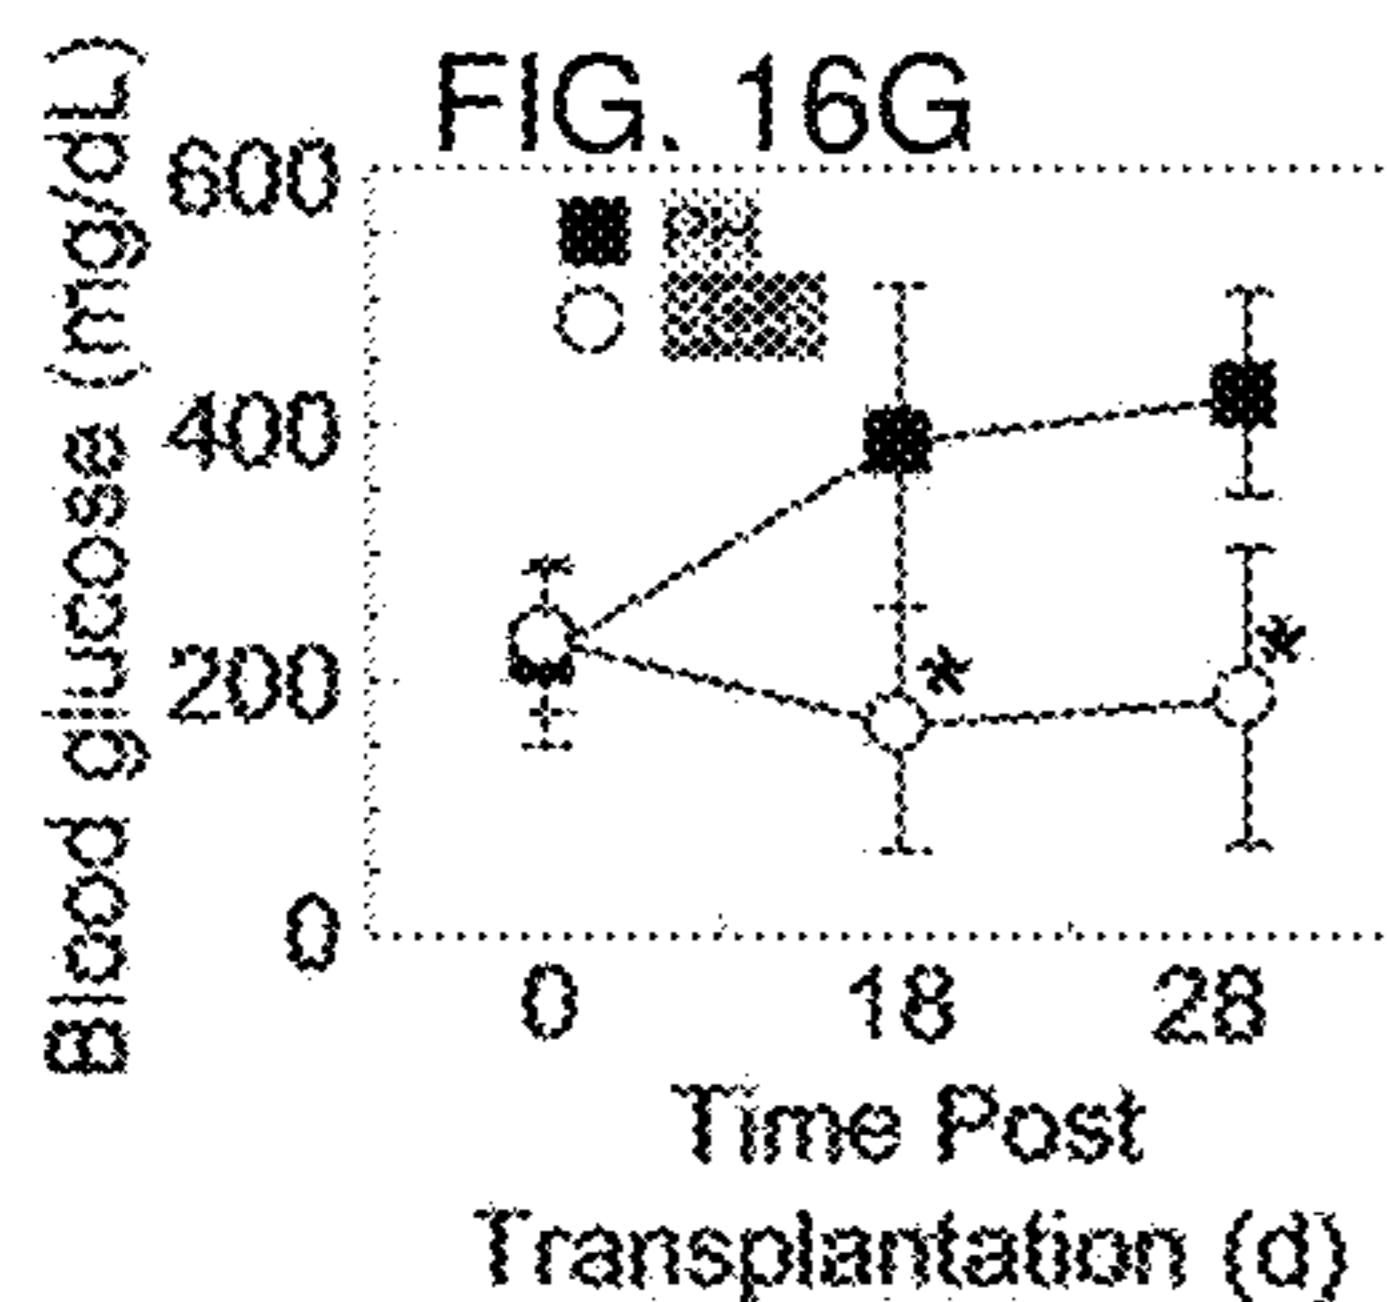 FIG. 16G
Blood glucose (mg/dL)
600
400
200
0
*
*
0 18 28
Time Post
Transplantation (d)